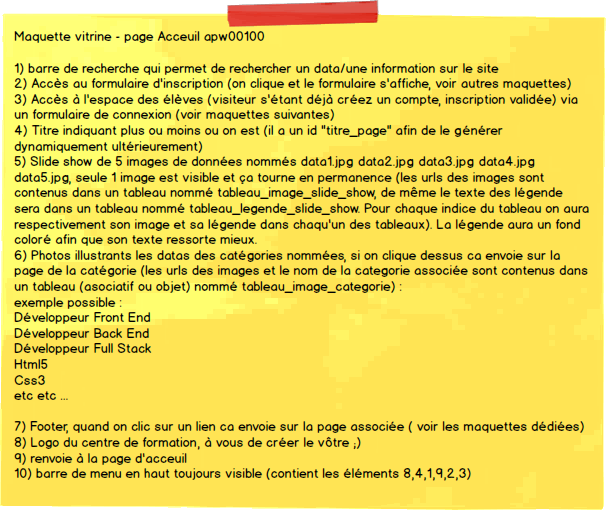 Maquette vitrine - page Acceuil apw00100
1) barre de recherche qui permet de rechercher un data/une information sur le site
2) Accès au formulaire d'inscription (on clique et le formulaire s'affiche, voir autres maquettes)
3) Accès à l'espace des élèves (visiteur s'étant déjà créez un compte, inscription validée) via
un formulaire de connexion (voir maquettes suivantes)
4) Titre indiquant plus ou moins ou on est (il a un id "titre_page" afin de le générer
dynamiquement ultérieurement)
5) Slide show de 5 images de données nommés data1.jpg data2.jpg data3.jpg data4.jpg
data5.jpg, seule 1 image est visible et ça tourne en permanence (les urls des images sont
contenus dans un tableau nommé tableau_image_slide_show, de même le texte des légende
sera dans un tableau nommé tableau_legende_slide_show. Pour chaque indice du tableau on aura
respectivement son image et sa légende dans chaqu'un des tableaux). La légende aura un fond
coloré afin que son texte ressorte mieux.
6) Photos illustrants les datas des catégories nommées, si on clique dessus ca envoie sur la
page de la catégorie (les urls des images et le nom de la categorie associée sont contenus dans
un tableau (asociatif ou objet) nommé tableau_image_categorie) :
exemple possible :
Développeur Front End
Développeur Back End
Développeur Full Stack
Html5
Css3
etc etc ...
7) Footer, quand on clic sur un lien ca envoie sur la page associée ( voir les maquettes dédiées)
8) Logo du centre de formation, à vous de créer le vôtre ;)
9) renvoie à la page d'acceuil
10) barre de menu en haut toujours visible (contient les éléments 8,4,1,9,2,3)